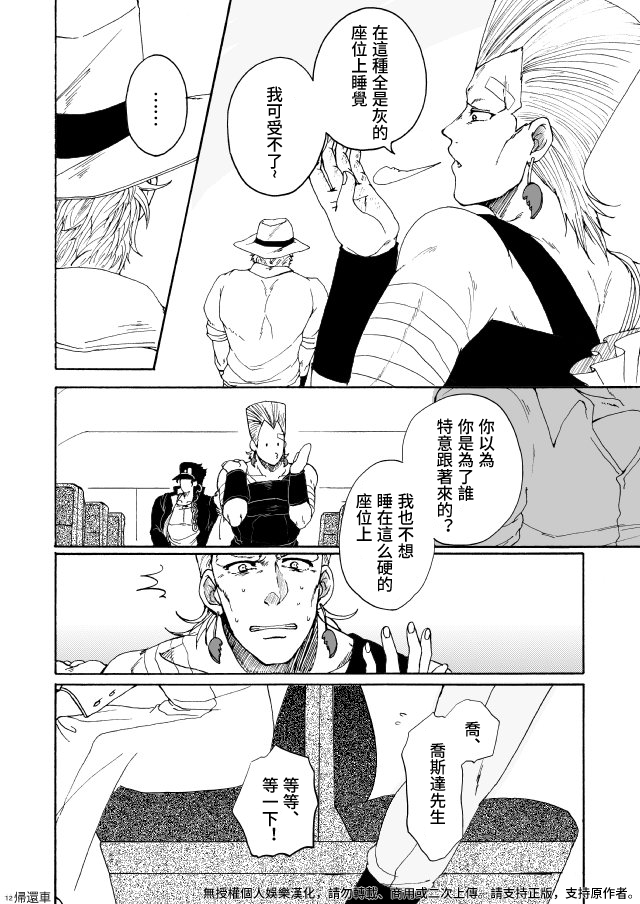 在這種全是灰的
座位上睡覺
我可受不了~
……
你以為
你是為了誰
特意跟著來的？
我也不想
睡在這么硬的
座位上
喬、
喬斯達先生
等等、
等一下！
12 帰還車
無授權個人娛樂漢化，請勿轉載、商用或二次上傳。請支持正版，支持原作者。